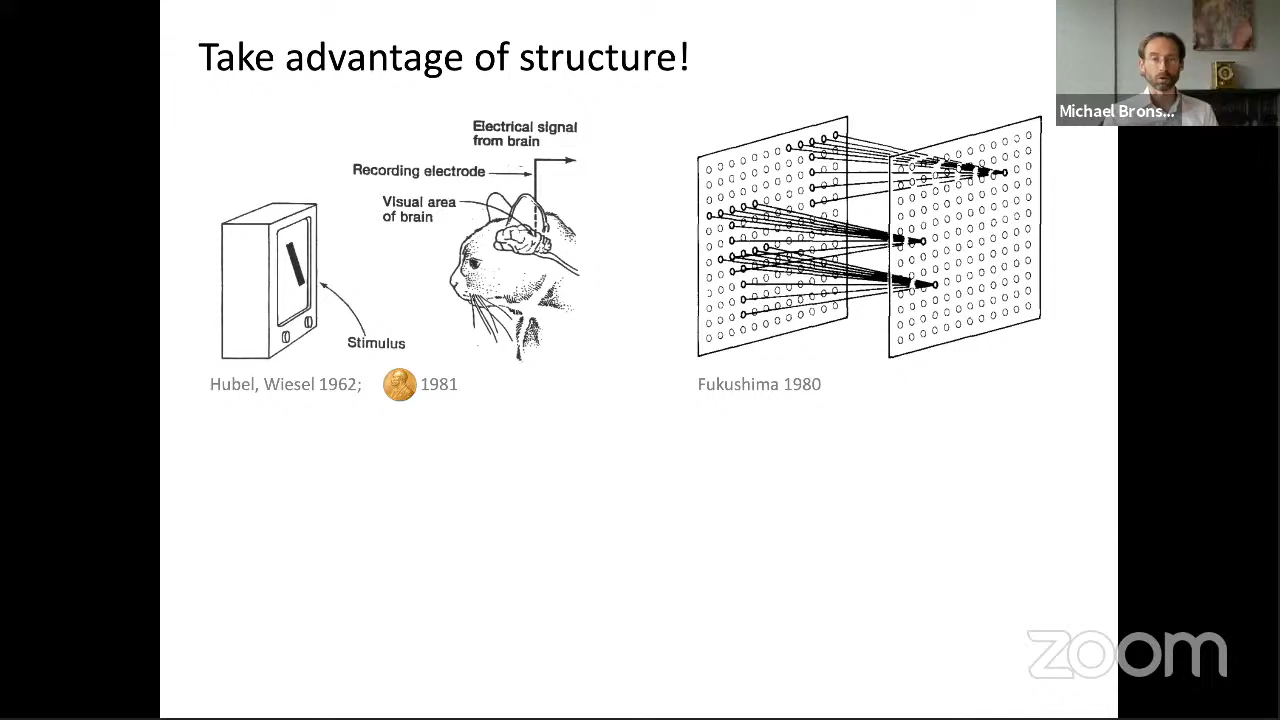 Take advantage of structure!
Electrical signal
from brain
Recording electrode
Visual area
of brain
Stimulus
Hubel, Wiesel 1962; 1981
Fukushima 1980
Michael Brons...
zoom